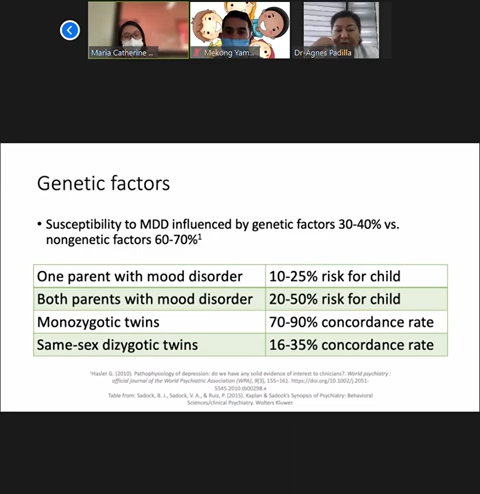 Maria Catherine ...
Mekong Yam...
Dr-Agnes Padilla
Genetic factors
• Susceptibility to MDD influenced by genetic factors 30-40% vs.
nongenetic factors 60-70%¹
One parent with mood disorder 10-25% risk for child
Both parents with mood disorder 20-50% risk for child
Monozygotic twins 70-90% concordance rate
Same-sex dizygotic twins 16-35% concordance rate
¹Hasler G. (2010). Pathophysiology of depression: do we have any solid evidence of interest to clinicians?. World psychiatry :
official journal of the World Psychiatric Association (WPA), 9(3), 155–161. https://doi.org/10.1002/j.2051-
5545.2010.tb00298.x
Table from: Sadock, B. J., Sadock, V. A., & Ruiz, P. (2015). Kaplan & Sadock's Synopsis of Psychiatry: Behavioral
Sciences/clinical Psychiatry. Wolters Kluwer.